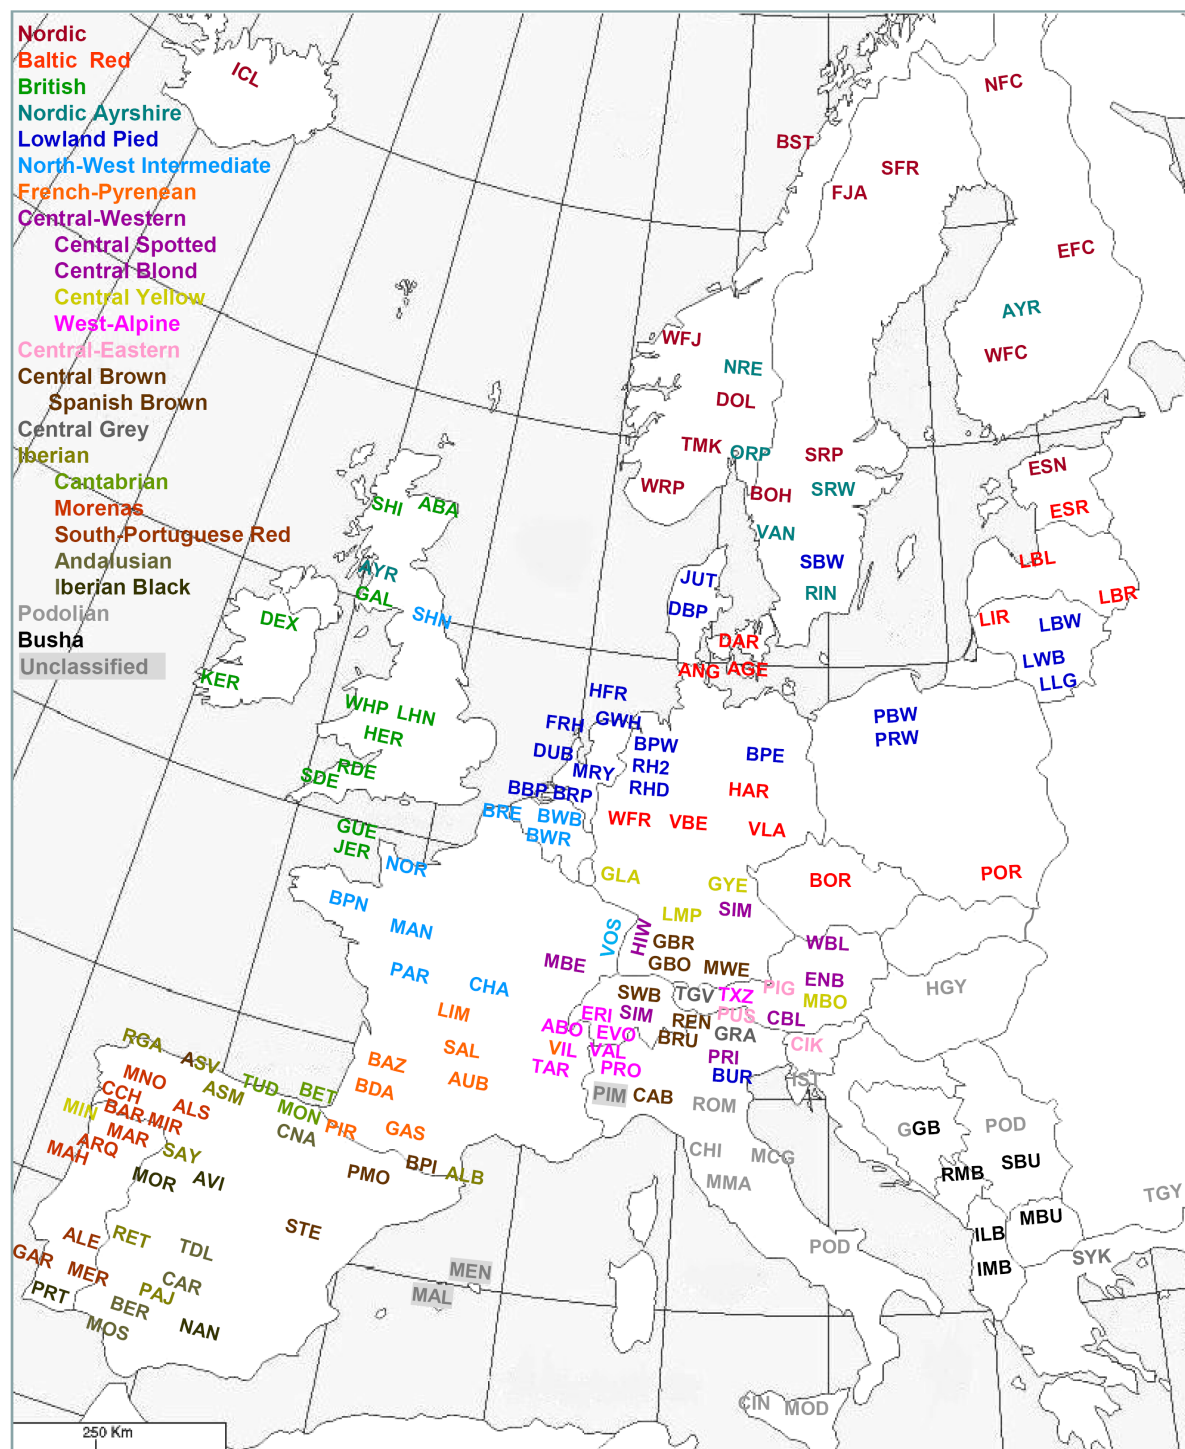 Nordic
Baltic Red
British
Nordic Ayrshire
Lowland Pied
North-West Intermediate
French-Pyrenean
Central-Western
Central Spotted
Central Blond
Central Yellow
West-Alpine
Central-Eastern
Central Brown
Spanish Brown
Central Grey
Iberian
Cantabrian
Morenas
South-Portuguese Red
Andalusian
Iberian Black
Podolian
Busha
Unclassified
ICL
NFC
BST
SFR
FJA
EFC
AYR
WFJ
WFC
NRE
DOL
TMK
ORP
SRP
ESN
WRP
BOH
SRW
SHI
ABA
ESR
VAN
SBW
LBL
AYR
JUT
RIN
LBR
GAL
DBP
DEX
SHN
LIR
LBW
DAR
ANG
AGE
LWB
KER
LLG
HFR
WHP
LHN
FRH
GWH
PBW
HER
BPW
PRW
DUB
BPE
RH2
RDE
MRY
SDE
RHD
HAR
BBP
BRP
BRE
BWB
WFR
VBE
VLA
GUE
BWR
JER
NOR
GLA
GYE
BOR
POR
BPN
LMP
SIM
MAN
VOS
HIW
GBR
WBL
MBE
GBO
MWE
PAR
CHA
ENB
SWB
TGV
TXZ
PIG
HGY
MBO
LIM
ERI
SIM
REN
PUS
CBL
ABO
EVO
BRU
GRA
RGA
CIK
SAL
VIL
VAL
PRI
ASV
BAZ
TAR
PRO
BUR
MNO
AUB
IST
CCH
ASM
TUD
BET
BDA
PIM
CAB
MIN
BAR
MIR
ALS
MON
ROM
MAR
CNA
PIR
GAS
GGB
POD
ARQ
MAH
SAY
CHI
MCG
MOR
AVI
PMO
BPI
ALB
SBU
RMB
MMA
TGY
ALE
RET
STE
MBU
ILB
TDL
POD
GAR
SYK
MER
CAR
MEN
IMB
PRT
PAJ
MAL
BER
MOS
NAN
CIN
MOD
250 Km